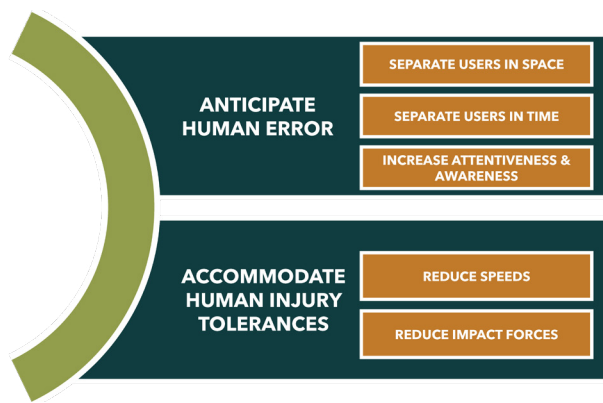 ANTICIPATE
HUMAN ERROR
SEPARATE USERS IN SPACE
SEPARATE USERS IN TIME
INCREASE ATTENTIVENESS &
AWARENESS
ACCOMMODATE
HUMAN INJURY
TOLERANCES
REDUCE SPEEDS
REDUCE IMPACT FORCES